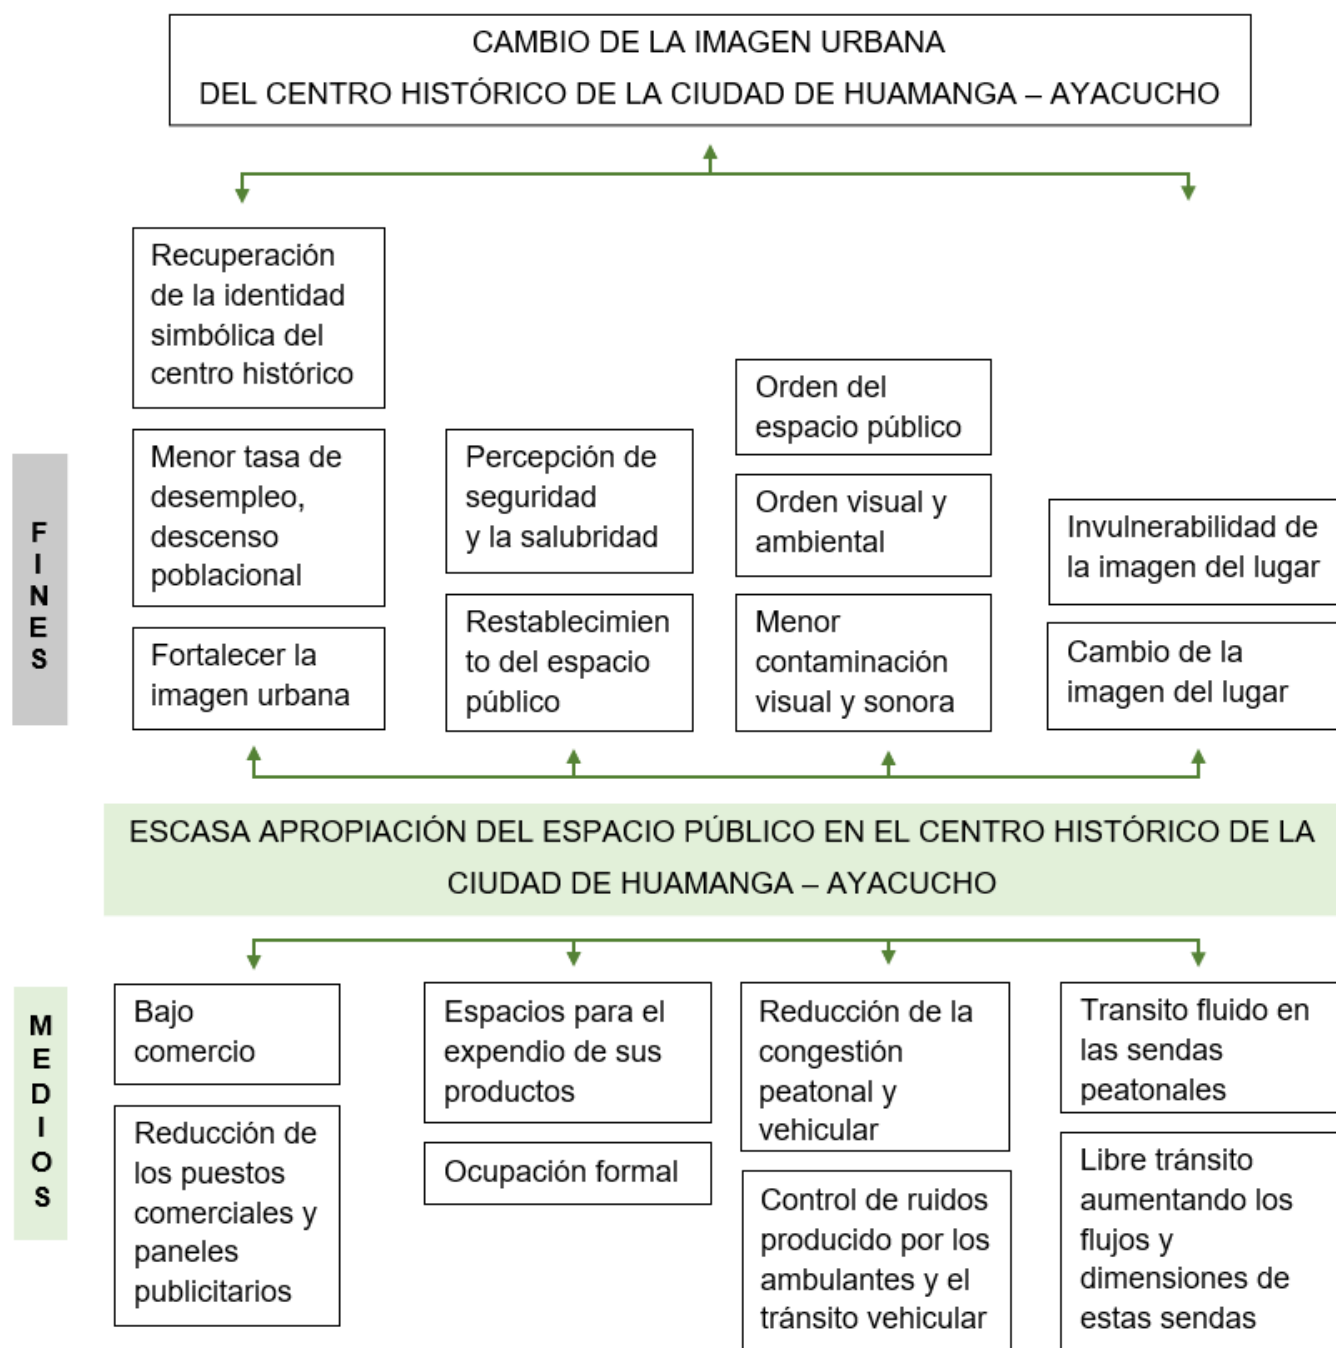 CAMBIO DE LA IMAGEN URBANA
DEL CENTRO HISTÓRICO DE LA CIUDAD DE HUAMANGA – AYACUCHO
FINES
Recuperación
de la identidad
simbólica del
centro histórico
Menor tasa de
desempleo,
descenso
poblacional
Fortalecer la
imagen urbana
Percepción de
seguridad
y la salubridad
Restablecimien
to del espacio
público
Orden del
espacio público
Orden visual y
ambiental
Menor
contaminación
visual y sonora
Invulnerabilidad de
la imagen del lugar
Cambio de la
imagen del lugar
ESCASA APROPIACIÓN DEL ESPACIO PÚBLICO EN EL CENTRO HISTÓRICO DE LA
CIUDAD DE HUAMANGA – AYACUCHO
MEDIOS
Bajo
comercio
Reducción de
los puestos
comerciales y
paneles
publicitarios
Espacios para el
expendio de sus
productos
Ocupación formal
Reducción de la
congestión
peatonal y
vehicular
Control de ruidos
producido por los
ambulantes y el
tránsito vehicular
Transito fluido en
las sendas
peatonales
Libre tránsito
aumentando los
flujos y
dimensiones de
estas sendas